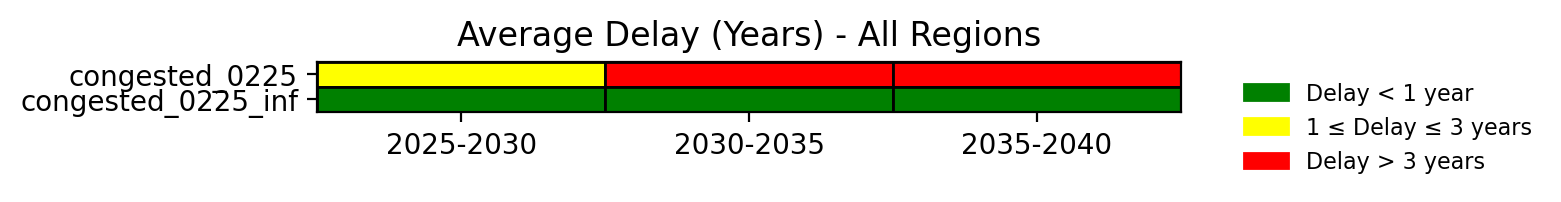 Average Delay (Years) - All Regions
congested_0225
congested_0225_inf
2025-2030 2030-2035 2035-2040
Delay < 1 year
1 ≤ Delay ≤ 3 years
Delay > 3 years